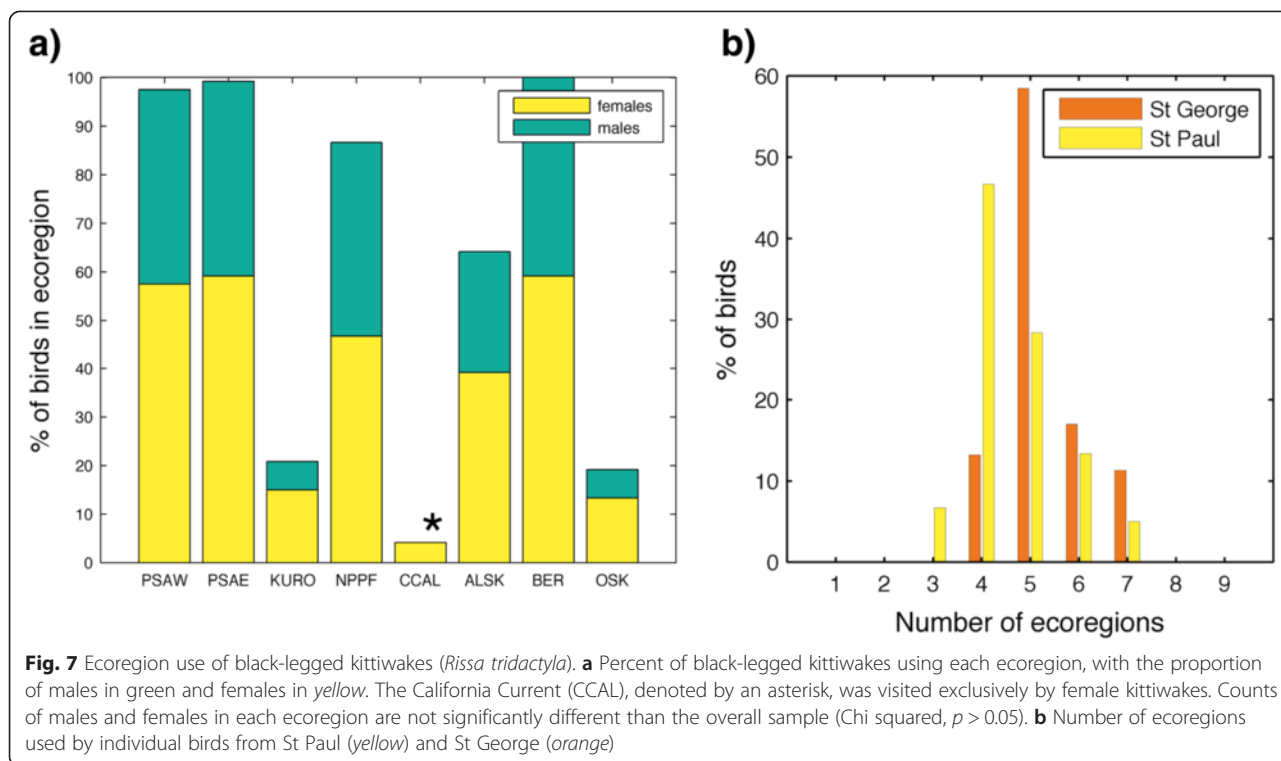 a)
100
90
80
70
60
50
40
30
20
10
0
% of birds in ecoregion
females
males
*
PSAW PSAE KURO NPPF CCAL ALSK BER OSK
b)
60
50
40
30
20
10
0
% of birds
St George
St Paul
1 2 3 4 5 6 7 8 9
Number of ecoregions
Fig. 7 Ecoregion use of black-legged kittiwakes (Rissa tridactyla). a Percent of black-legged kittiwakes using each ecoregion, with the proportion
of males in green and females in yellow. The California Current (CCAL), denoted by an asterisk, was visited exclusively by female kittiwakes. Counts
of males and females in each ecoregion are not significantly different than the overall sample (Chi squared, p > 0.05). b Number of ecoregions
used by individual birds from St Paul (yellow) and St George (orange)